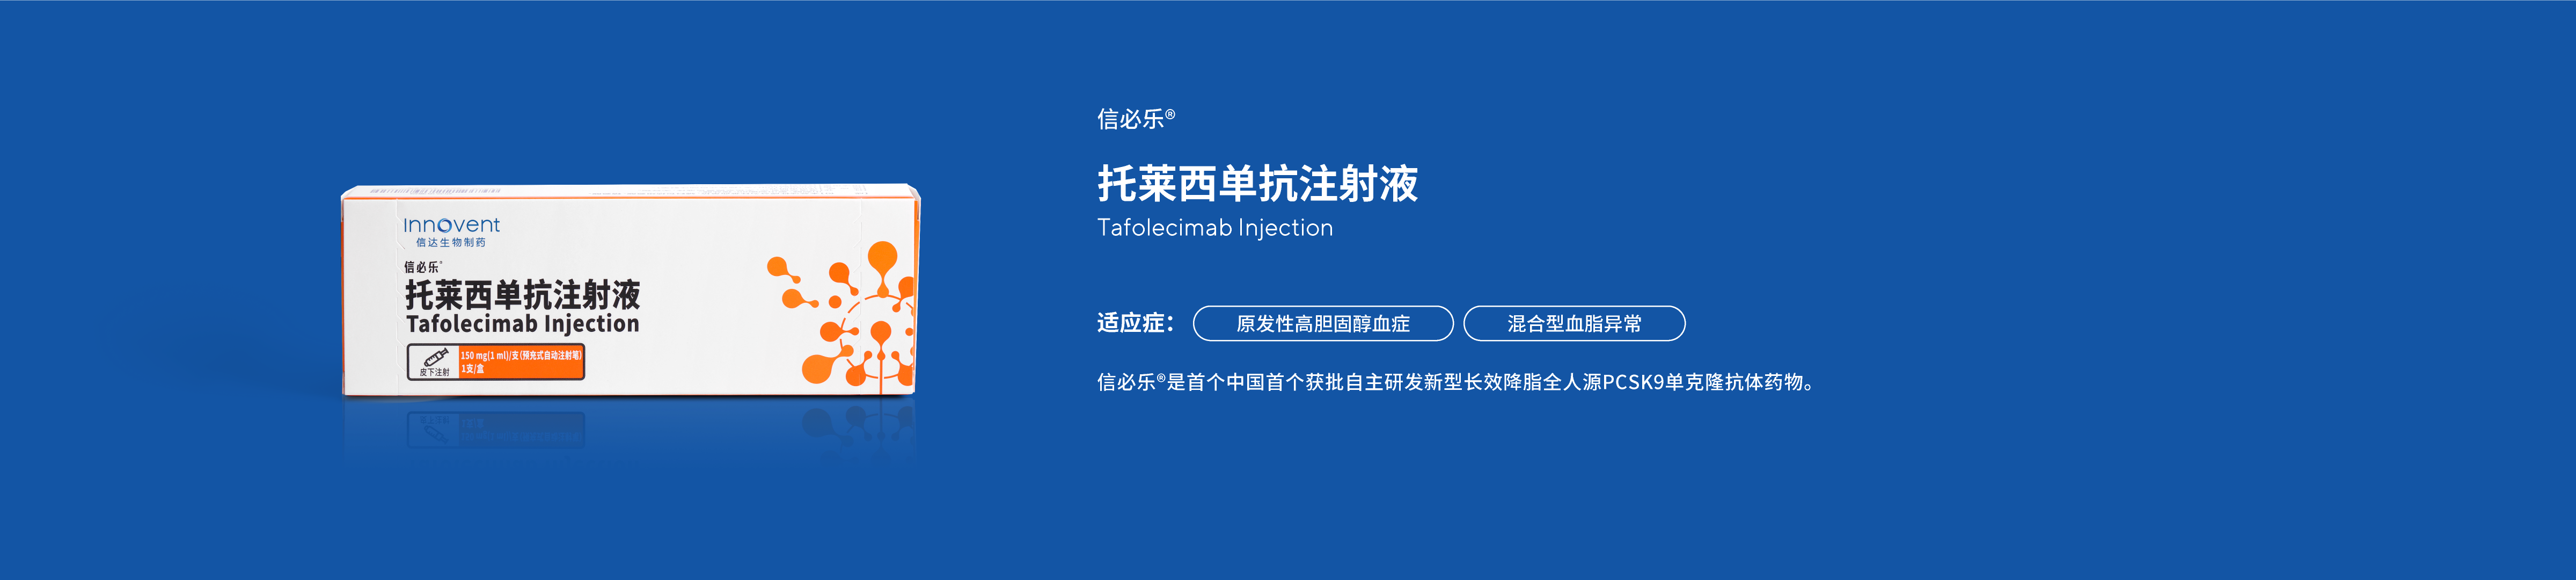 Innovent
信达生物制药
信必乐®
托莱西单抗注射液
Tafolecimab Injection
皮下注射
150 mg(1 ml)/支(预充式自动注射笔)
1支/盒
信必乐®
托莱西单抗注射液
Tafolecimab Injection
适应症：
原发性高胆固醇血症
混合型血脂异常
信必乐®是首个中国首个获批自主研发新型长效降脂全人源PCSK9单克隆抗体药物。